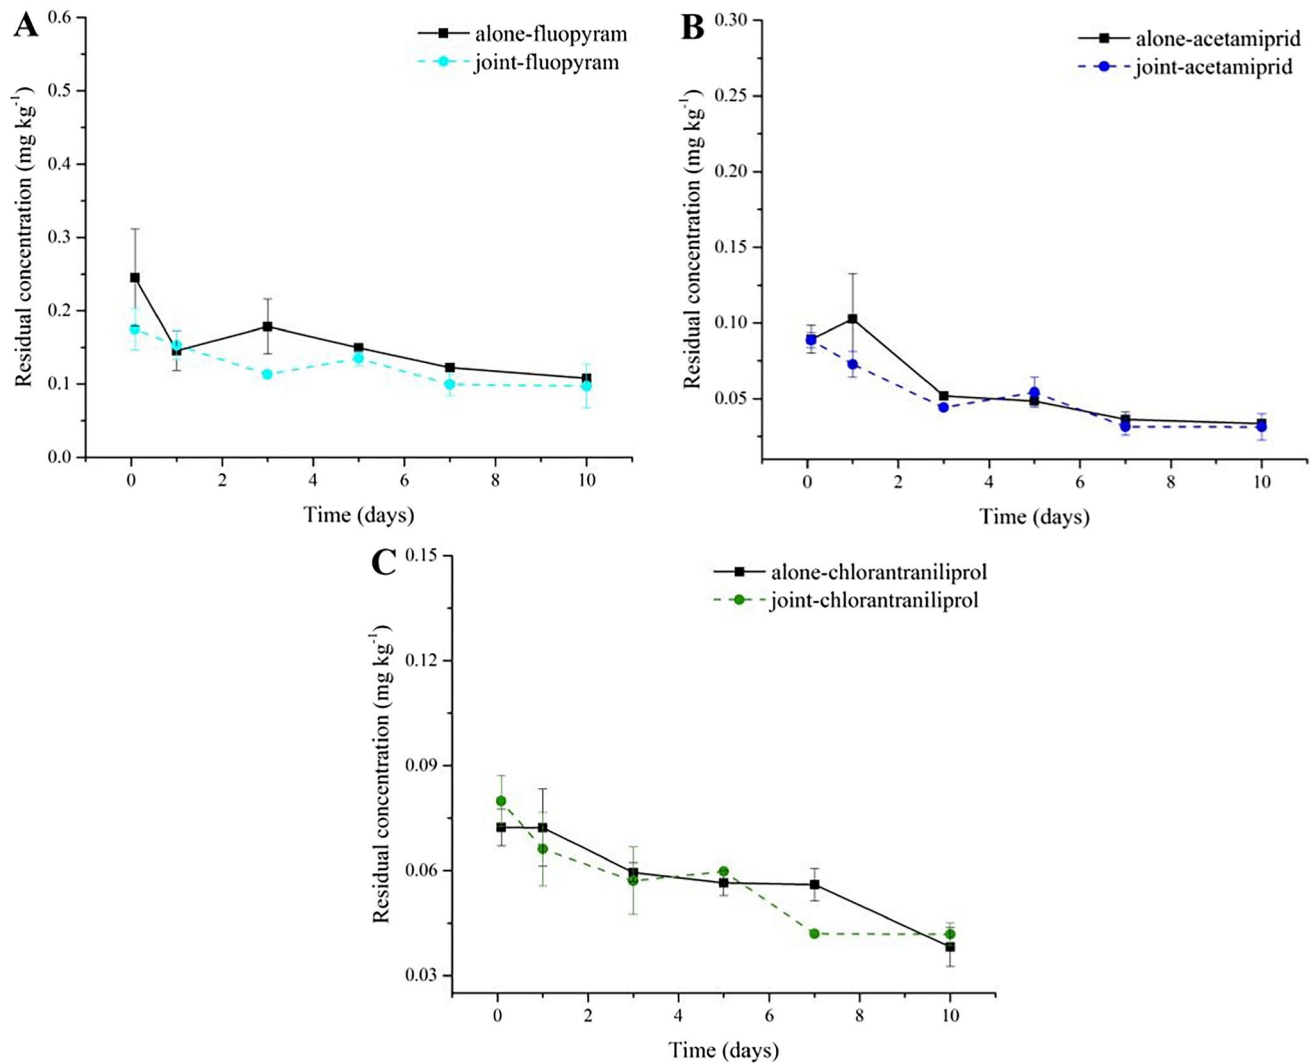 A
alone-fluopyram
joint-fluopyram
0.6
0.5
0.4
0.3
0.2
0.1
0.0
Residual concentration (mg kg-1)
0 2 4 6 8 10
Time (days)
B
alone-acetamiprid
joint-acetamiprid
0.30
0.25
0.20
0.15
0.10
0.05
Residual concentration (mg kg-1)
0 2 4 6 8 10
Time (days)
C
alone-chlorantraniliprol
joint-chlorantraniliprol
0.15
0.12
0.09
0.06
0.03
Residual concentration (mg kg-1)
0 2 4 6 8 10
Time (days)